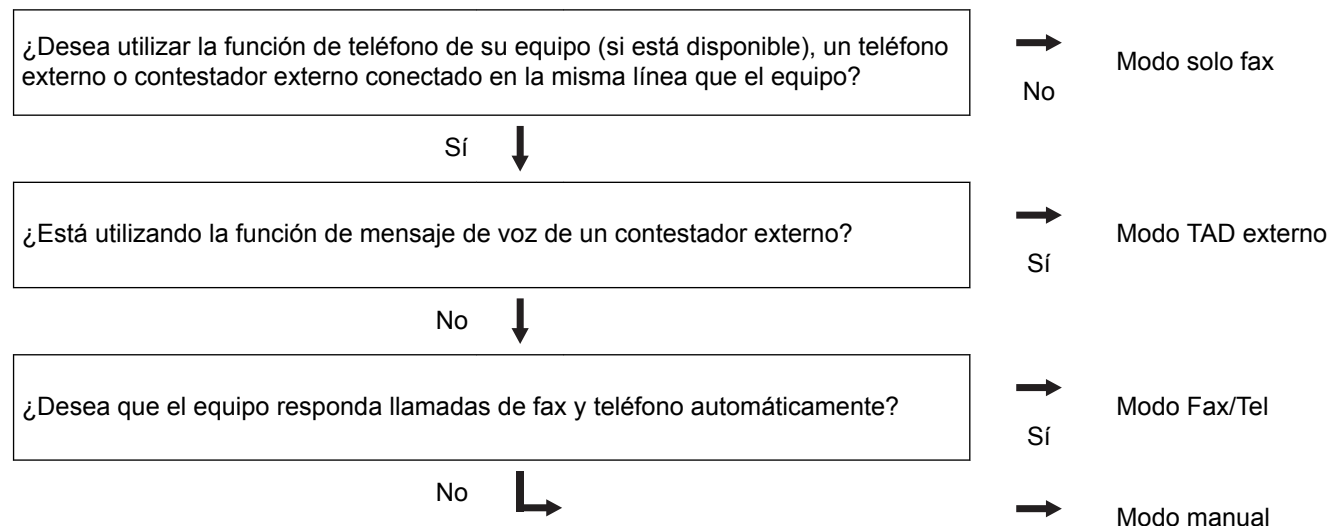 ¿Desea utilizar la función de teléfono de su equipo (si está disponible), un teléfono
externo o contestador externo conectado en la misma línea que el equipo?
No
Modo solo fax
Sí
¿Está utilizando la función de mensaje de voz de un contestador externo?
Sí
Modo TAD externo
No
¿Desea que el equipo responda llamadas de fax y teléfono automáticamente?
Sí
Modo Fax/Tel
No
Modo manual